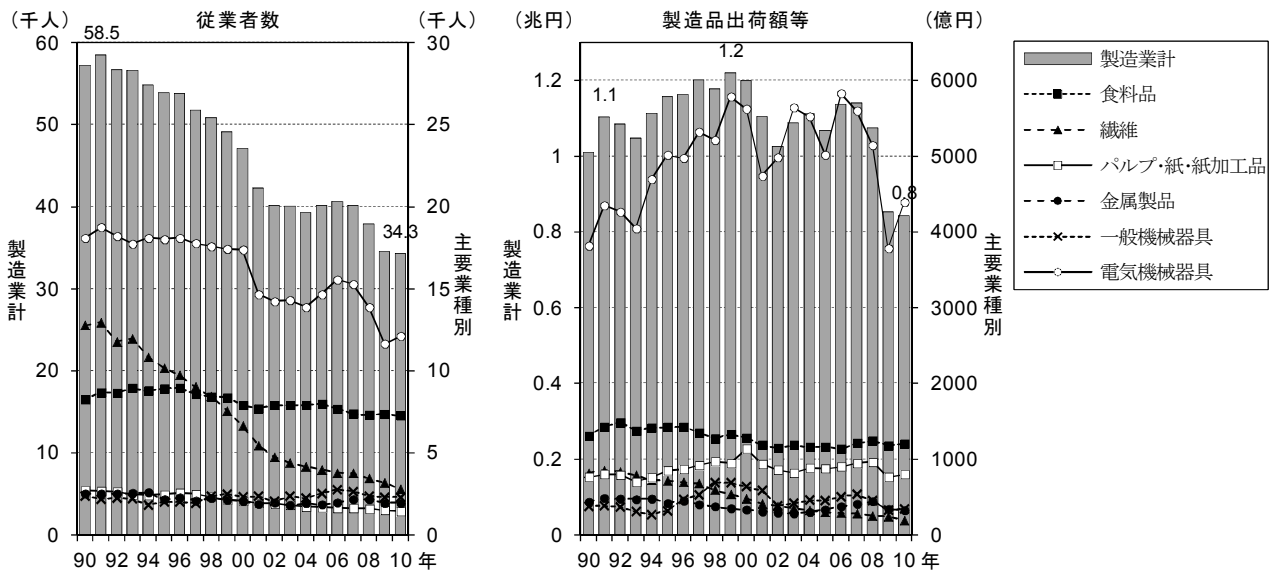 (千人) 従業者数 (千人)
58.5
60
50
40
30
20
10
0
34.3
30
25
20
15
10
5
0
製造業計
主要業種別
90 92 94 96 98 00 02 04 06 08 10 年
(兆円) 製造品出荷額等 (億円)
1.2
1.1
0.8
1.2
1
0.8
0.6
0.4
0.2
0
6000
5000
4000
3000
2000
1000
0
製造業計
主要業種別
90 92 94 96 98 00 02 04 06 08 10 年
製造業計
食料品
繊維
パルプ・紙・紙加工品
金属製品
一般機械器具
電気機械器具